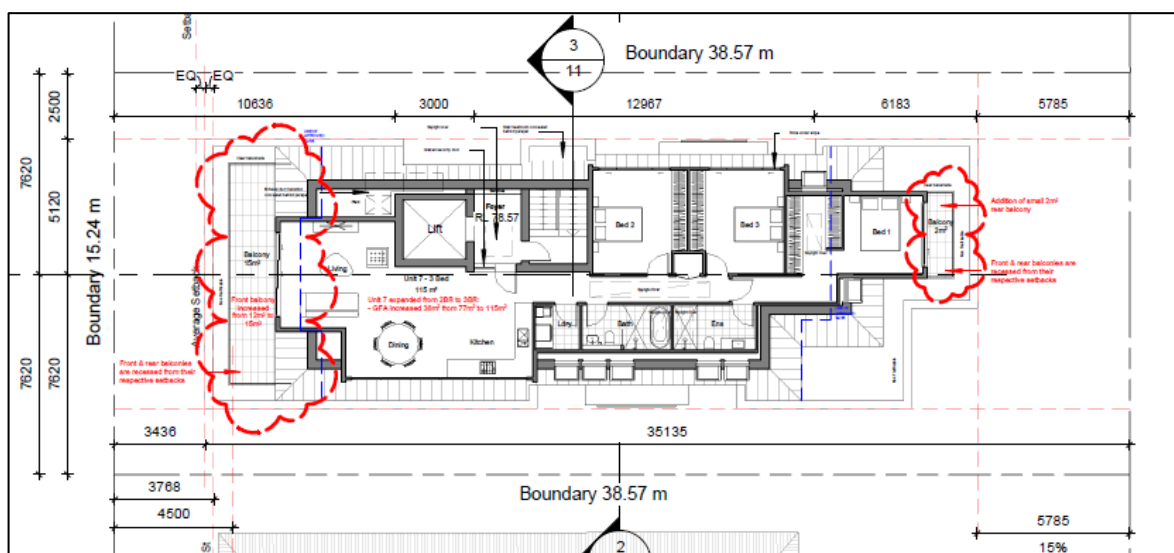 Setba
EQ
EQ
3
11
Boundary 38.57 m
2500
10636
3000
12967
6183
5785
7620
5120
7620
7620
Boundary 15.24 m
Average Setback
Foyer
RL 78.57
Lift
Bed 2
Bed 3
Bed 1
Balcony
2m²
Addition of small 2m²
rear balcony
Front & rear balconies are
recessed from their
respective setbacks
Balcony
15m²
Front balcony
increased
from 12m² to
15m²
Living
Unit 7 - 3 Bed
115 m²
Unit 7 expanded from 2BR to 3BR:
- GFA increased 38m² from 77m² to 115m²
Dining
Kitchen
Ldry
Bath
Ens
Front & rear balconies
are recessed from their
respective setbacks
3436
35135
3768
Boundary 38.57 m
4500
5785
15%
2